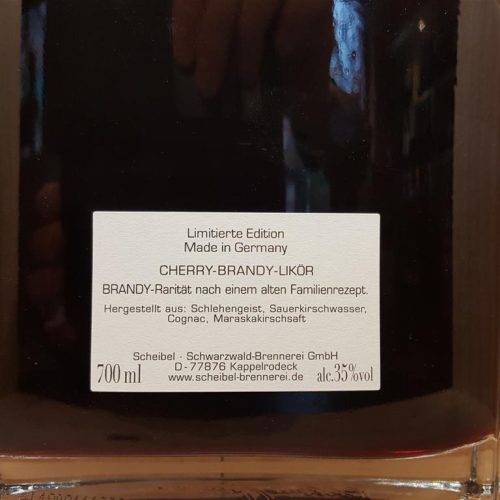 Limitierte Edition
Made in Germany
CHERRY-BRANDY-LIKÖR
BRANDY-Rarität nach einem alten Familienrezept.
Hergestellt aus: Schlehengeist, Sauerkirschwasser,
Cognac, Maraskakirschsaft
Scheibel · Schwarzwald-Brennerei GmbH
D-77876 Kappelrodeck
700 ml www.scheibel-brennerei.de alc.35%vol